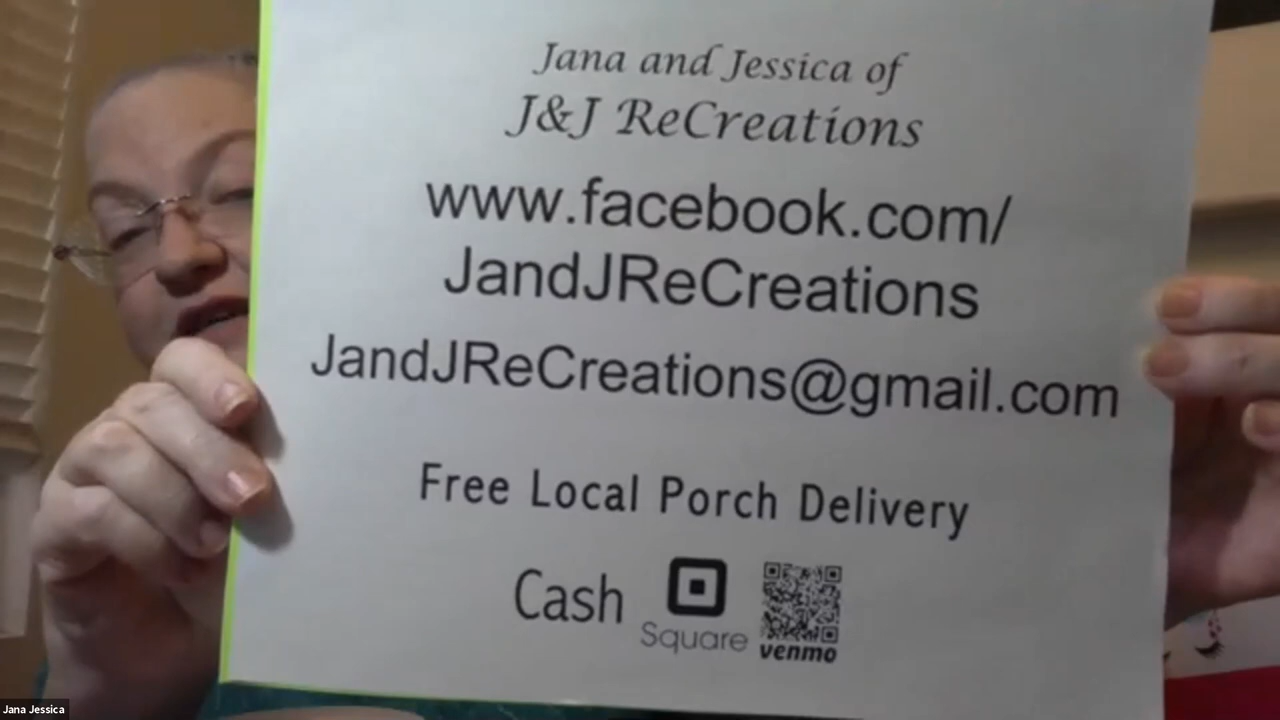 Jana and Jessica of
J&J ReCreations
www.facebook.com/
JandJReCreations
JandJReCreations@gmail.com
Free Local Porch Delivery
Cash
Square
venmo
Jana Jessica